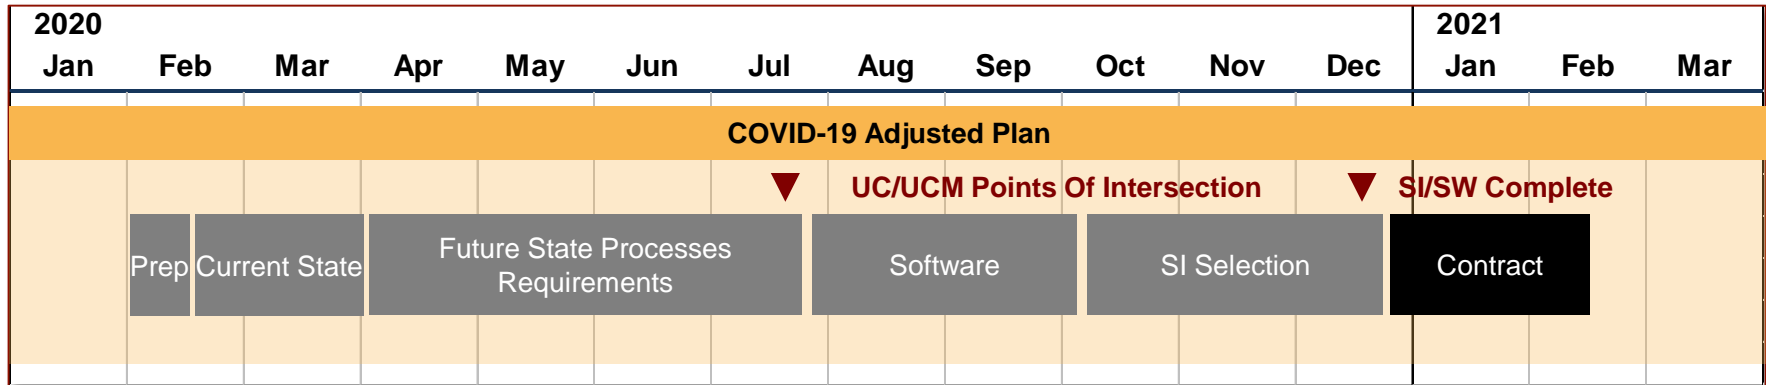 2020 2021
Jan Feb Mar Apr May Jun Jul Aug Sep Oct Nov Dec Jan Feb Mar
COVID-19 Adjusted Plan
UC/UCM Points Of Intersection SI/SW Complete
Prep
Current State
Future State Processes
Requirements
Software
SI Selection
Contract